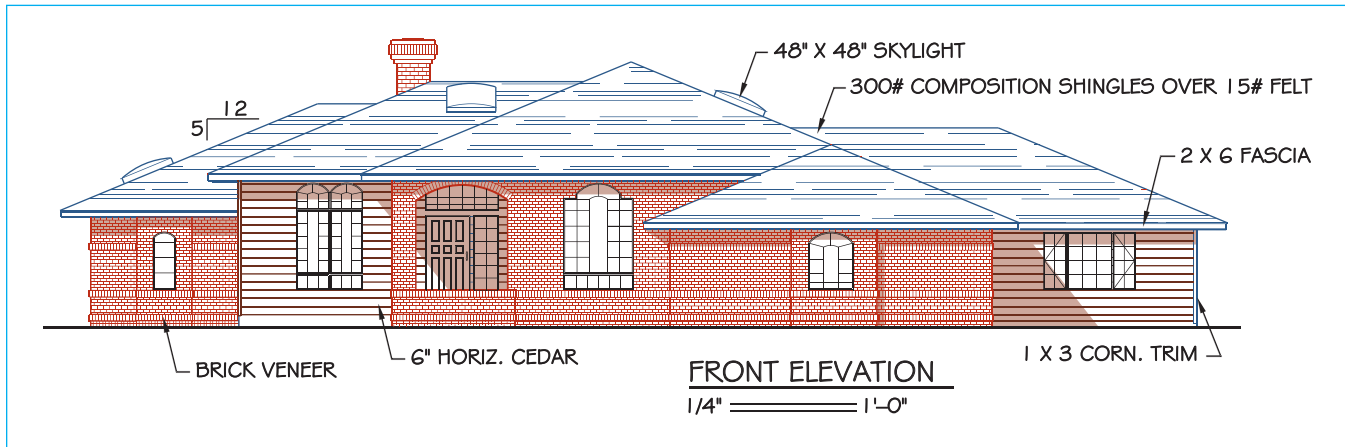 48" X 48" SKYLIGHT
300# COMPOSITION SHINGLES OVER 15# FELT
12
5
2 X 6 FASCIA
BRICK VENEER
6" HORIZ. CEDAR
1 X 3 CORN. TRIM
FRONT ELEVATION
1/4" 1'-0"